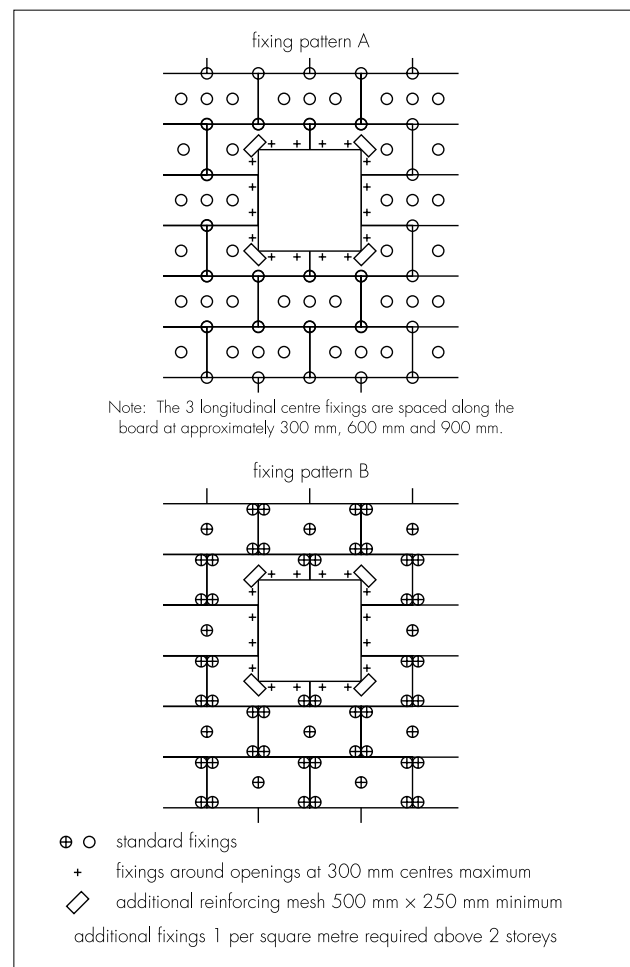 fixing pattern A
Note: The 3 longitudinal centre fixings are spaced along the
board at approximately 300 mm, 600 mm and 900 mm.
fixing pattern B
standard fixings
fixings around openings at 300 mm centres maximum
additional reinforcing mesh 500 mm × 250 mm minimum
additional fixings 1 per square metre required above 2 storeys